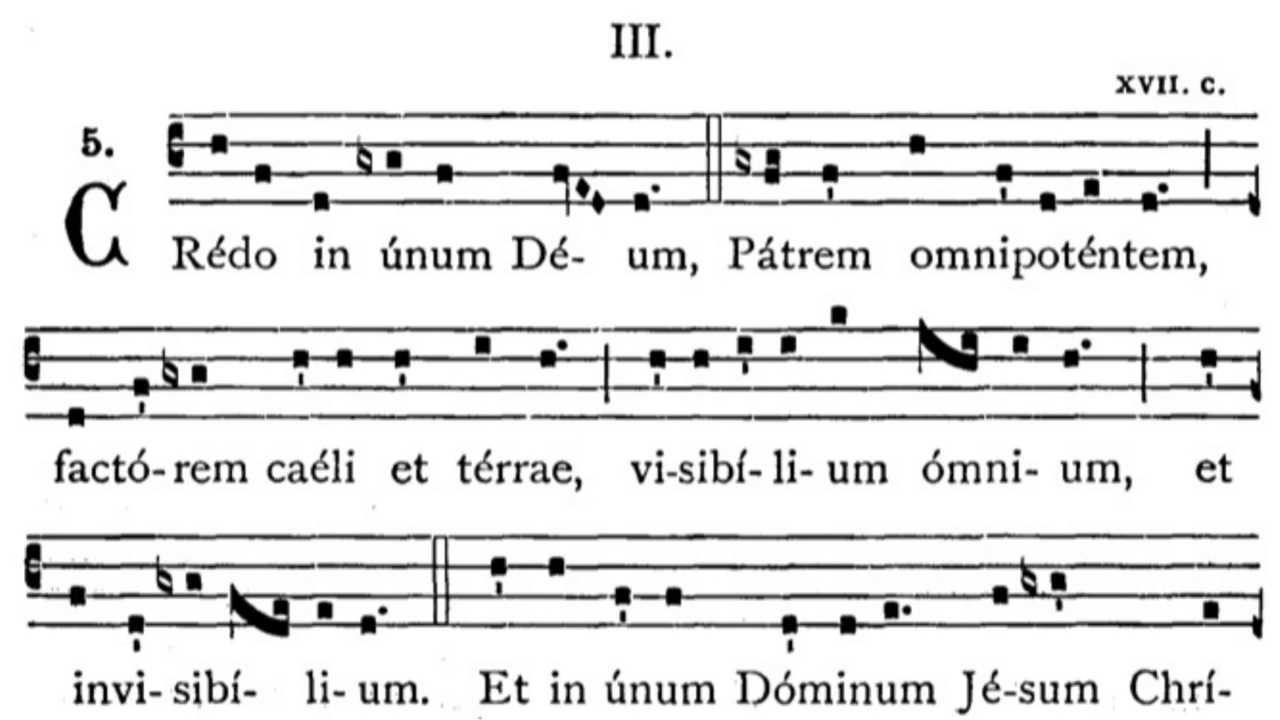 III.
XVII. C.
5.
CRédo in únum Dé- um, Pátrem omnipoténtem,
factó- rem caéli et térrae, vi-sibí- li- um ómni- um, et
invi- sibí- li- um. Et in únum Dóminum Jé-sum Chrí-